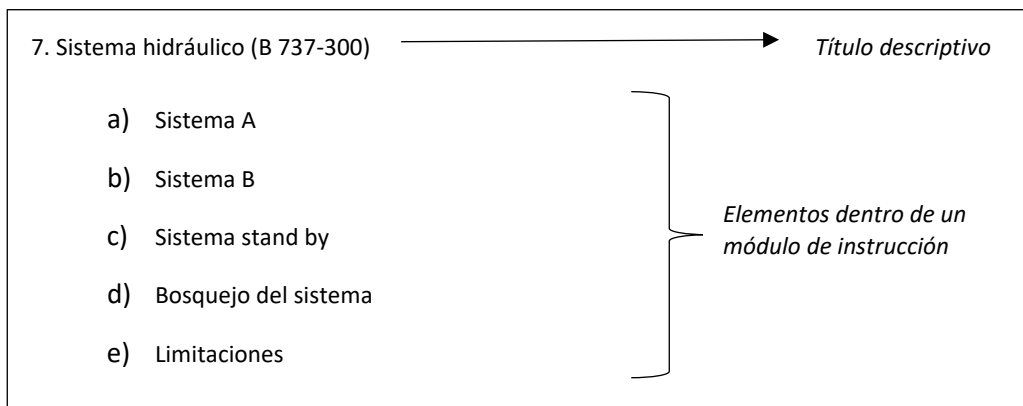 7. Sistema hidráulico (B 737-300)
Título descriptivo
a) Sistema A
b) Sistema B
c) Sistema stand by
d) Bosquejo del sistema
e) Limitaciones
Elementos dentro de un
módulo de instrucción